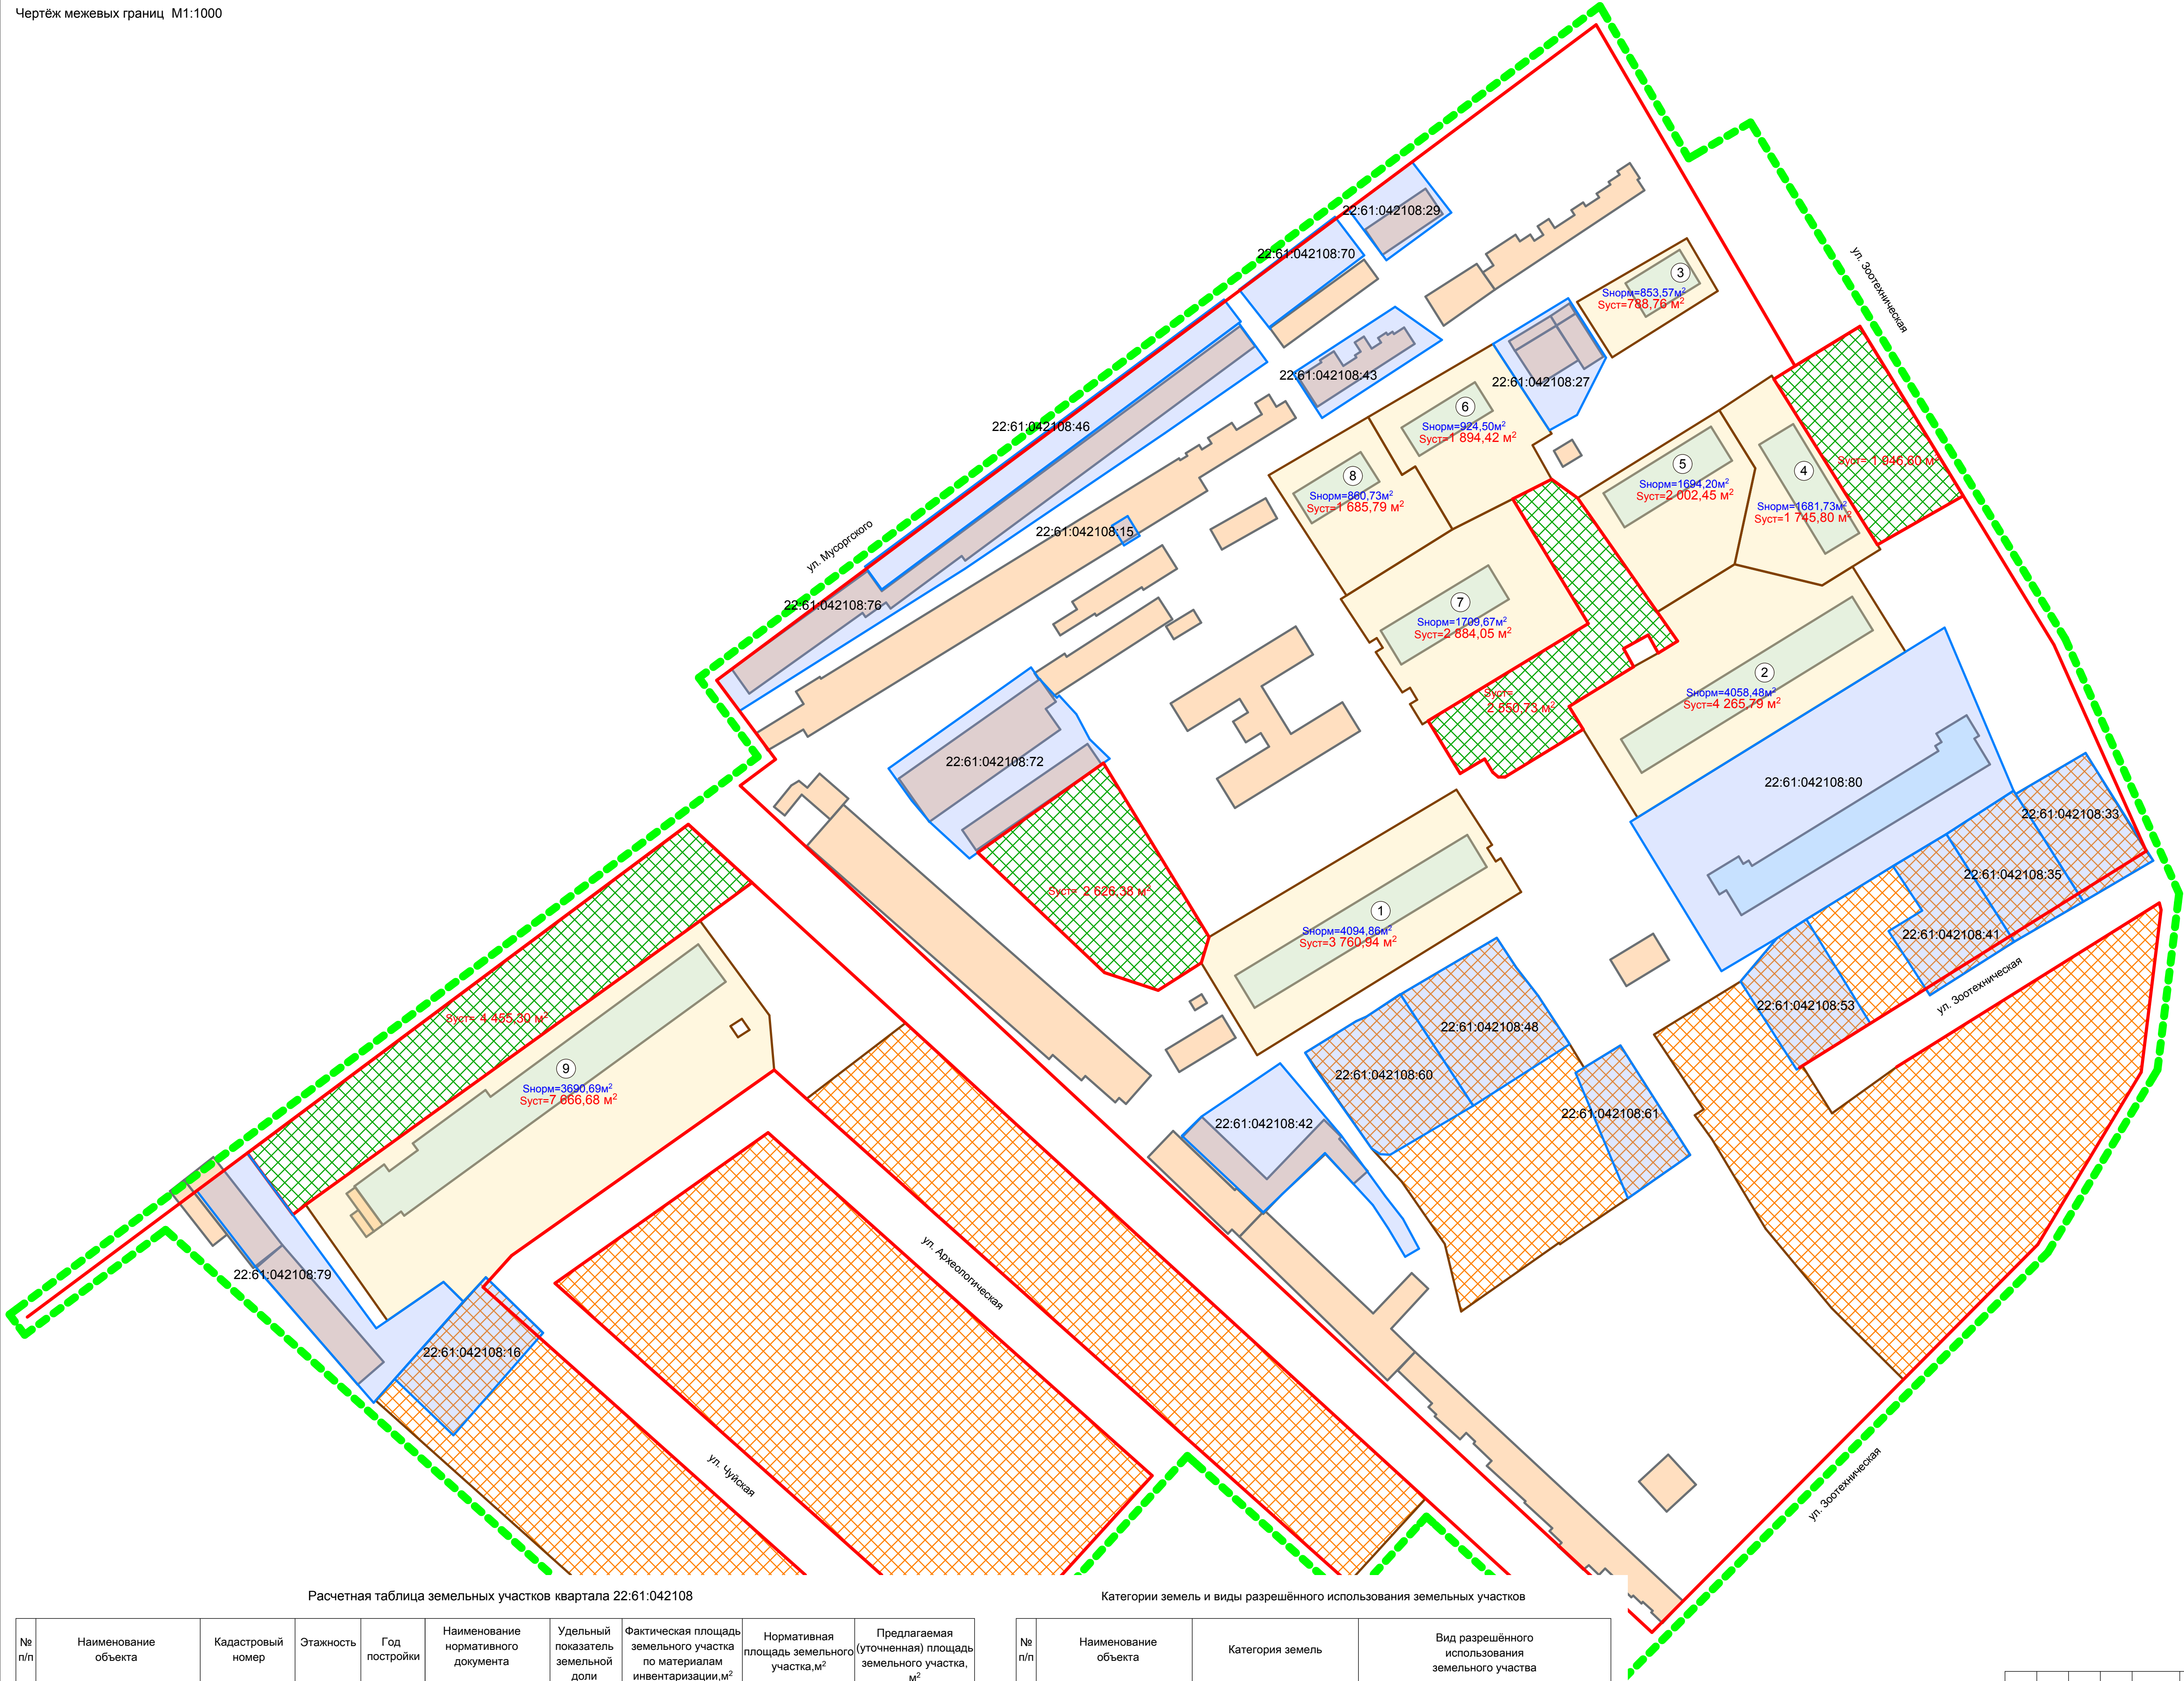 Чертёж межевых границ М1:1000
22:61:042108:29
22:61:042108:70
ул. Зоотехническая
3
Sнорм=853,57м²
Sуст=788,76 м²
22:61:042108:43
22:61:042108:27
22:61:042108:46
6
Sнорм=924,50м²
Sуст=1 894,42 м²
8
Sнорм=860,73м²
Sуст=1 685,79 м²
5
Sнорм=1694,20м²
Sуст=2 002,45 м²
4
Sнорм=1681,73м²
Sуст=1 745,80 м²
Sуст= 1 946,60 м²
ул. Мусоргского
22:61:042108:15
22:61:042108:76
7
Sнорм=1709,67м²
Sуст=2 884,05 м²
2
Sнорм=4058,48м²
Sуст=4 265,79 м²
Sуст=
2 550,73 м²
22:61:042108:72
22:61:042108:80
22:61:042108:33
22:61:042108:35
22:61:042108:41
22:61:042108:53
ул. Зоотехническая
Sуст= 2 626,38 м²
1
Sнорм=4094,86м²
Sуст=3 760,94 м²
22:61:042108:48
22:61:042108:60
22:61:042108:61
22:61:042108:42
Sуст= 4 455,30 м²
9
Sнорм=3690,69м²
Sуст=7 666,68 м²
22:61:042108:79
22:61:042108:16
ул. Археологическая
ул. Чуйская
ул. Зоотехническая
Расчетная таблица земельных участков квартала 22:61:042108
№
п/п
Наименование
объекта
Кадастровый
номер
Этажность
Год
постройки
Наименование
нормативного
документа
Удельный
показатель
земельной
доли
Фактическая площадь
земельного участка
по материалам
инвентаризации,м²
Нормативная
площадь земельного
участка,м²
Предлагаемая
(уточненная) площадь
земельного участка,
м²
Категории земель и виды разрешённого использования земельных участков
№
п/п
Наименование
объекта
Категория земель
Вид разрешённого
использования
земельного участва